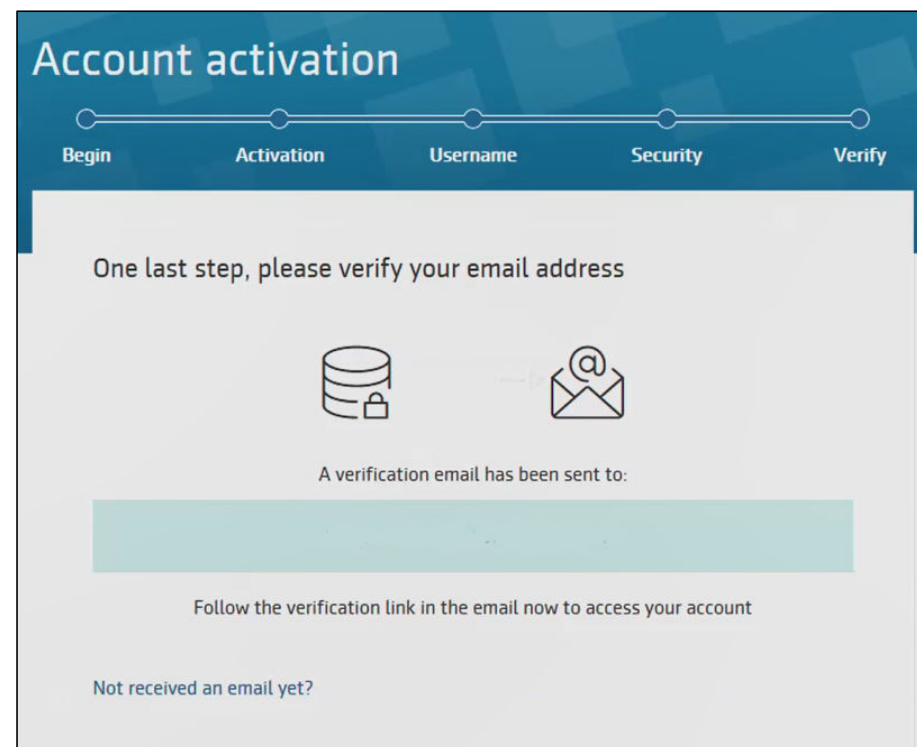 Account activation
Begin Activation Username Security Verify
One last step, please verify your email address
@
A verification email has been sent to:
Follow the verification link in the email now to access your account
Not received an email yet?